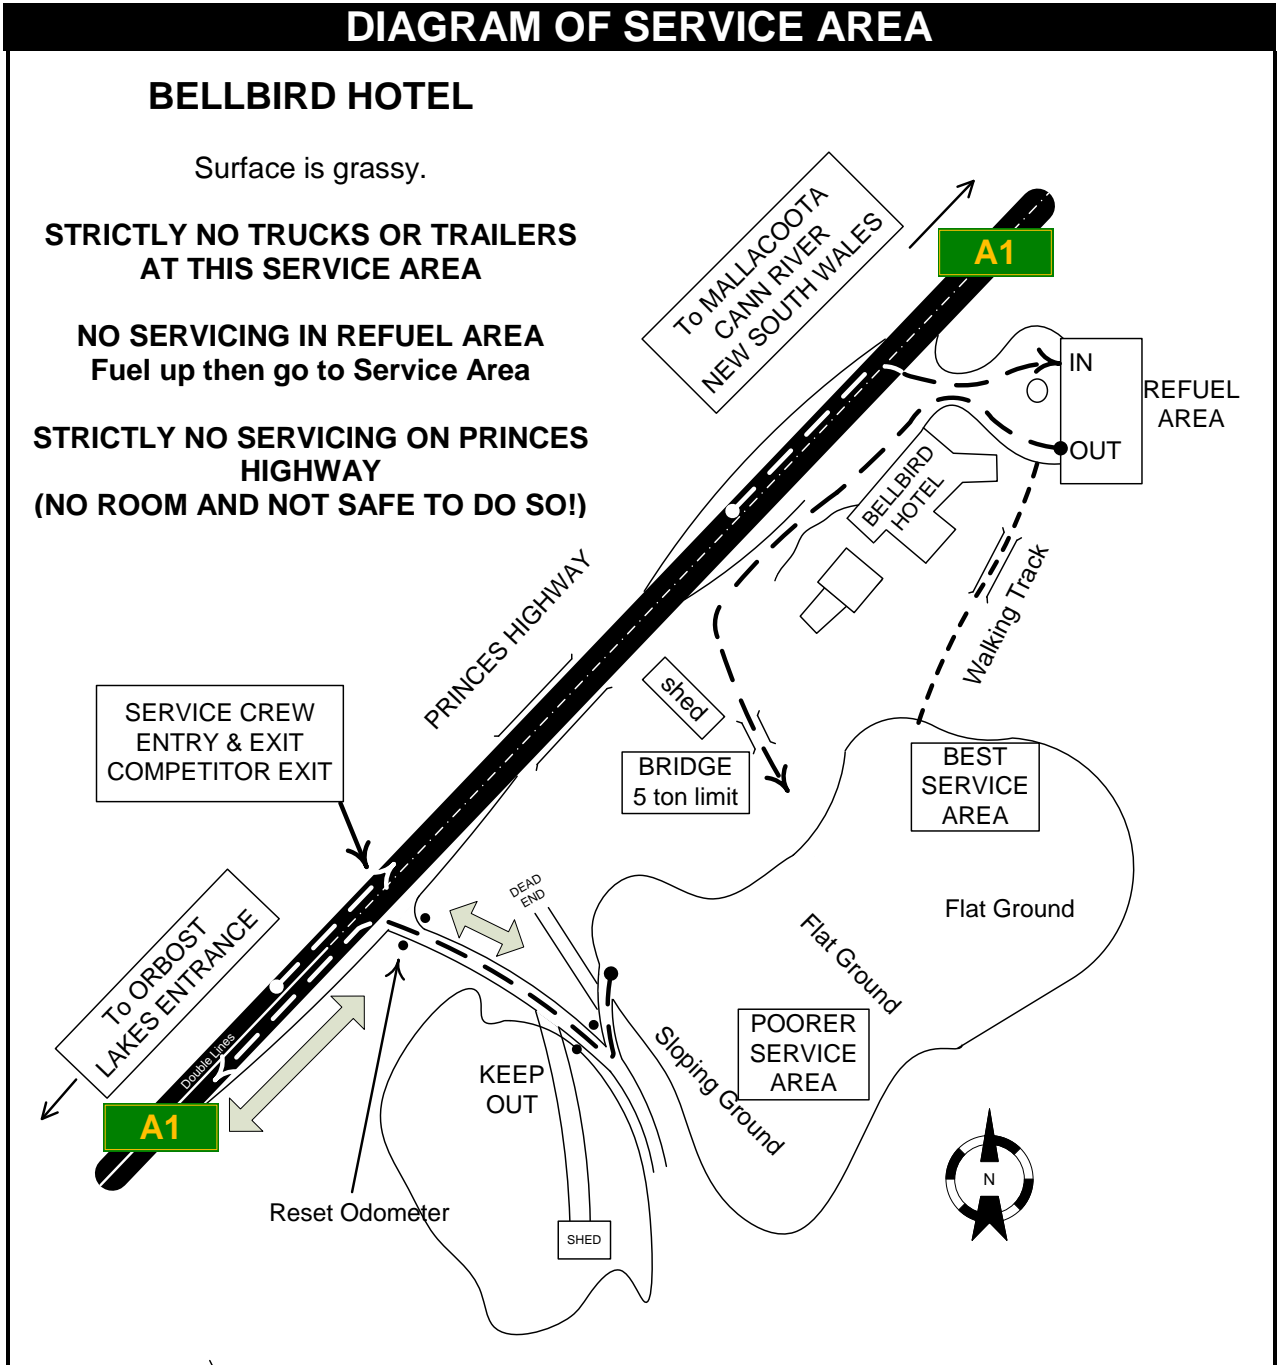 DIAGRAM OF SERVICE AREA
BELLBIRD HOTEL
Surface is grassy.
STRICTLY NO TRUCKS OR TRAILERS
AT THIS SERVICE AREA
NO SERVICING IN REFUEL AREA
Fuel up then go to Service Area
STRICTLY NO SERVICING ON PRINCES
HIGHWAY
(NO ROOM AND NOT SAFE TO DO SO!)
To MALLACOOTA
CANN RIVER
NEW SOUTH WALES
A1
IN
REFUEL
AREA
OUT
BELLBIRD
HOTEL
Walking Track
PRINCES HIGHWAY
shed
BRIDGE
5 ton limit
SERVICE CREW
ENTRY & EXIT
COMPETITOR EXIT
BEST
SERVICE
AREA
DEAD
END
Flat Ground
Flat Ground
To ORBOST
LAKES ENTRANCE
Double Lines
A1
KEEP
OUT
Sloping Ground
POORER
SERVICE
AREA
N
Reset Odometer
SHED